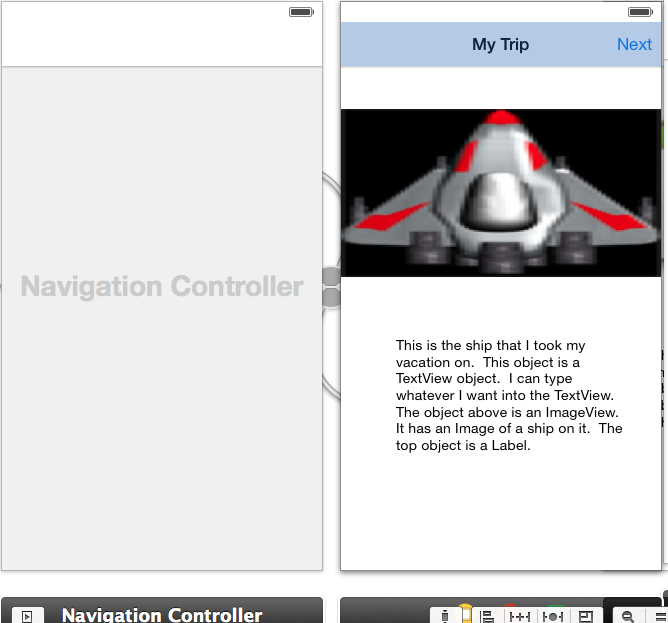 My Trip
Next
Navigation Controller
This is the ship that I took my
vacation on.  This object is a
TextView object.  I can type
whatever I want into the TextView.
The object above is an ImageView.
It has an Image of a ship on it.  The
top object is a Label.
Navigation Controller